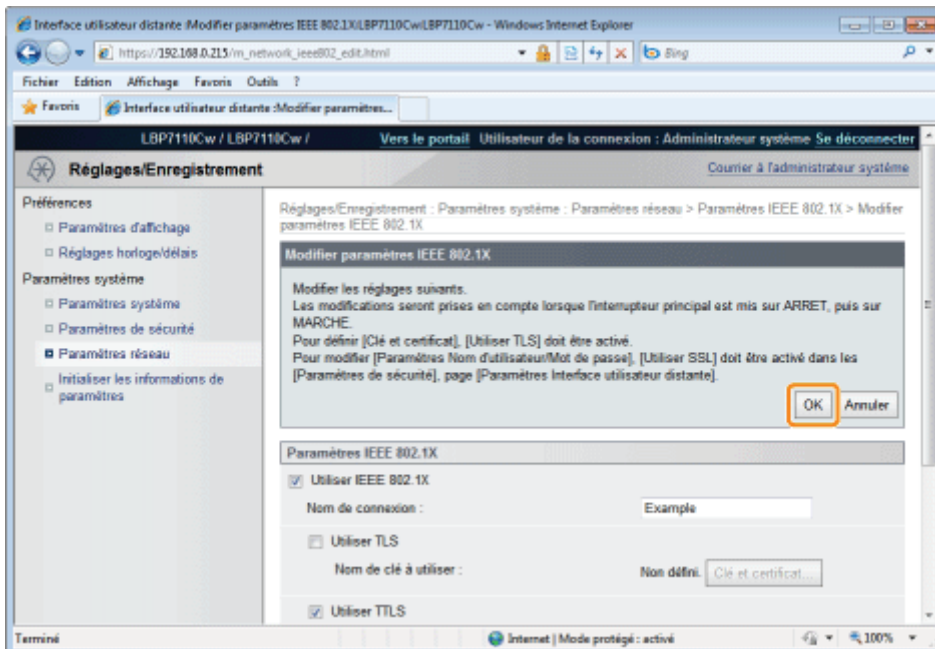 Interface utilisateur distante :Modifier paramètres IEEE 802.1X:LBP7110Cw:LBP7110Cw - Windows Internet Explorer
https://192.168.0.215/m_network_ieee802_edit.html
Bing
Fichier Edition Affichage Favoris Outils ?
Favoris
Interface utilisateur distante :Modifier paramètres...
LBP7110Cw / LBP7110Cw /
Vers le portail Utilisateur de la connexion : Administrateur système Se déconnecter
Réglages/Enregistrement
Courrier à l'administrateur système
Préférences
Paramètres d'affichage
Réglages horloge/délais
Paramètres système
Paramètres système
Paramètres de sécurité
Paramètres réseau
Initialiser les informations de
paramètres
Réglages/Enregistrement : Paramètres système : Paramètres réseau > Paramètres IEEE 802.1X > Modifier
paramètres IEEE 802.1X
Modifier paramètres IEEE 802.1X
Modifier les réglages suivants.
Les modifications seront prises en compte lorsque l'interrupteur principal est mis sur ARRET, puis sur
MARCHE.
Pour définir [Clé et certificat], [Utiliser TLS] doit être activé.
Pour modifier [Paramètres Nom d'utilisateur/Mot de passe], [Utiliser SSL] doit être activé dans les
[Paramètres de sécurité], page [Paramètres Interface utilisateur distante].
OK Annuler
Paramètres IEEE 802.1X
Utiliser IEEE 802.1X
Nom de connexion : Example
Utiliser TLS
Nom de clé à utiliser : Non défini. Clé et certificat...
Utiliser TTLS
Terminé
Internet | Mode protégé : activé
100%